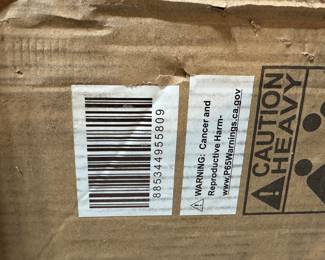 885344955809
WARNING: Cancer and
Reproductive Harm-
www.P65Warnings.ca.gov
CAUTION
HEAVY